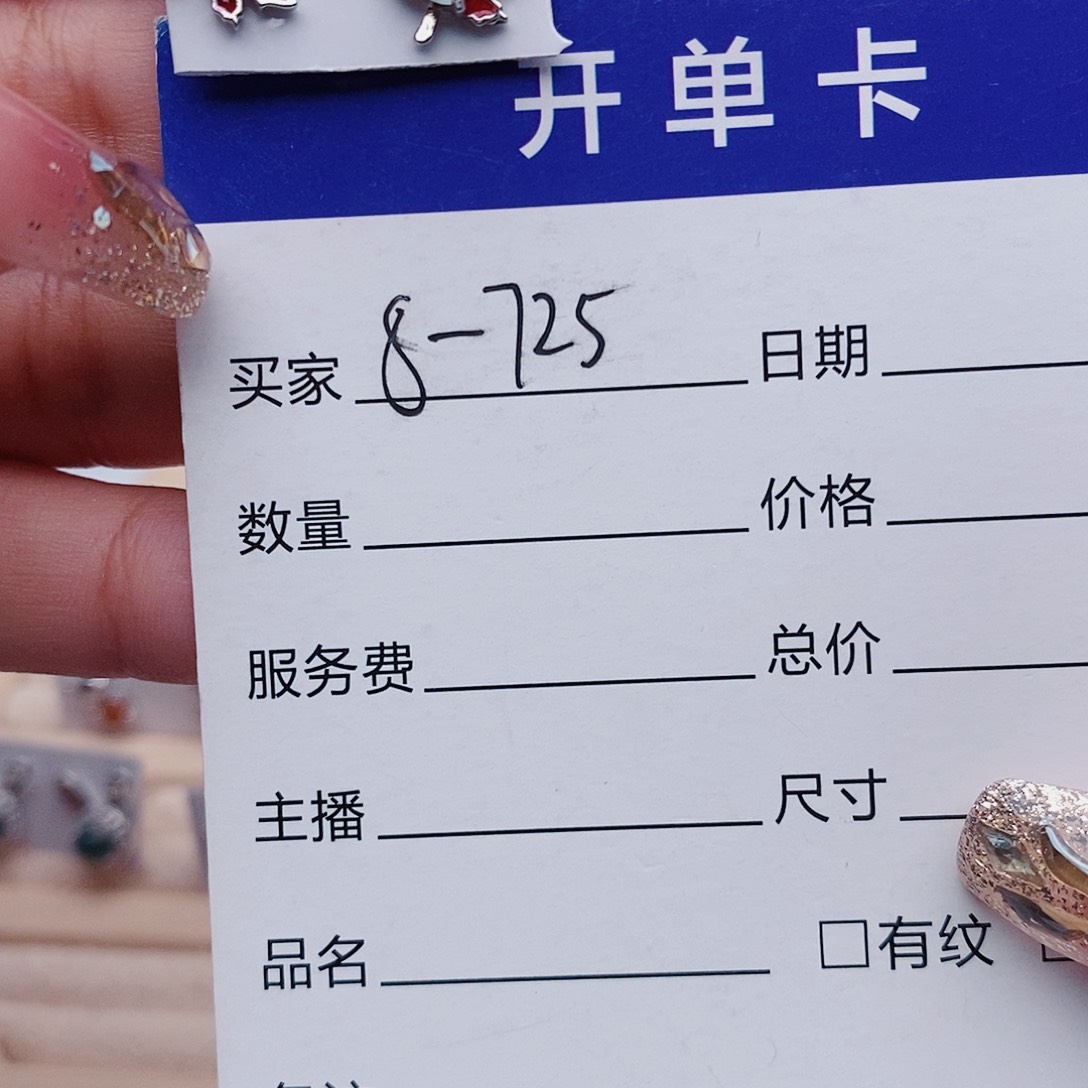 开单卡
买家 8-725 日期
数量 价格
服务费 总价
主播 尺寸
品名 □有纹